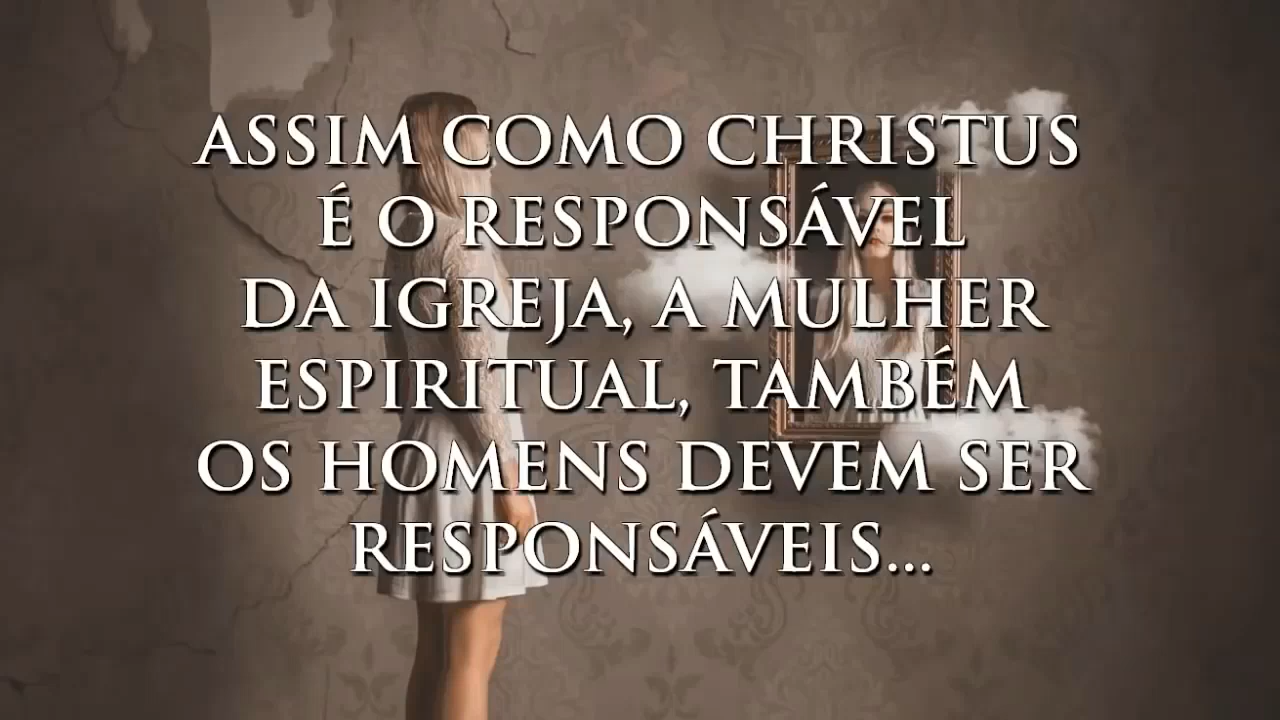 ASSIM COMO CHRISTUS
É O RESPONSÁVEL
DA IGREJA, A MULHER
ESPIRITUAL, TAMBÉM
OS HOMENS DEVEM SER
RESPONSÁVEIS...